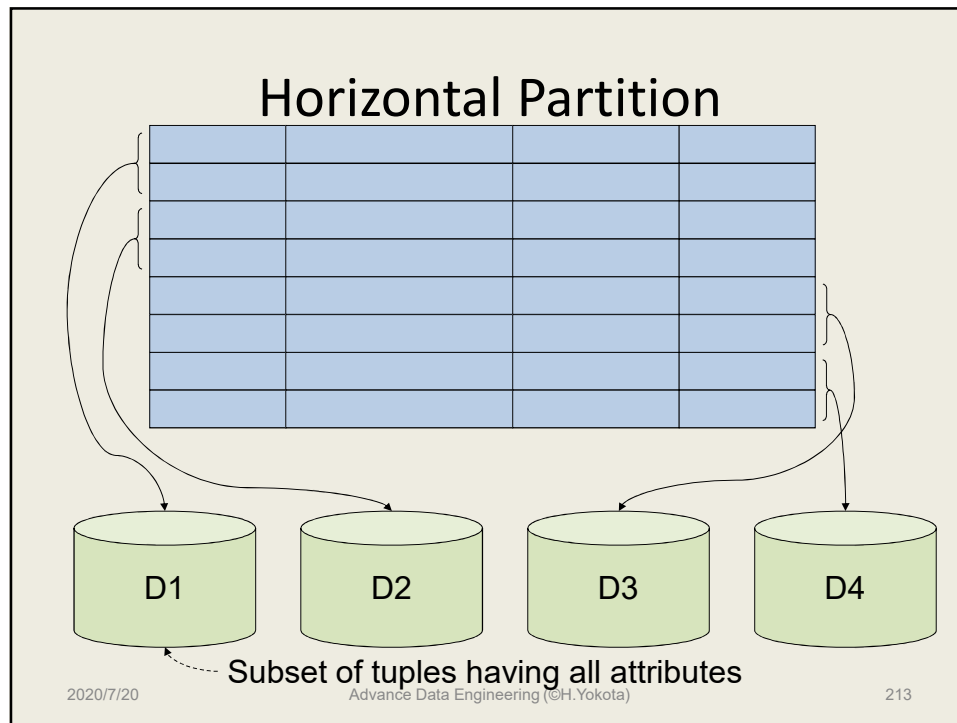 Horizontal Partition
D1
D2
D3
D4
Subset of tuples having all attributes
2020/7/20
Advance Data Engineering (©H.Yokota)
213